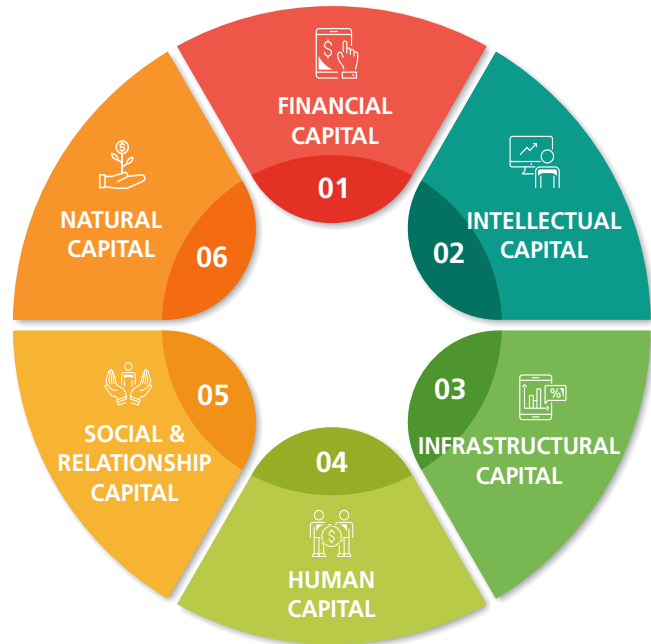 FINANCIAL
CAPITAL
01
INTELLECTUAL
CAPITAL
02
03
INFRASTRUCTURAL
CAPITAL
04
HUMAN
CAPITAL
05
SOCIAL &
RELATIONSHIP
CAPITAL
NATURAL
CAPITAL
06
$
%
$
$